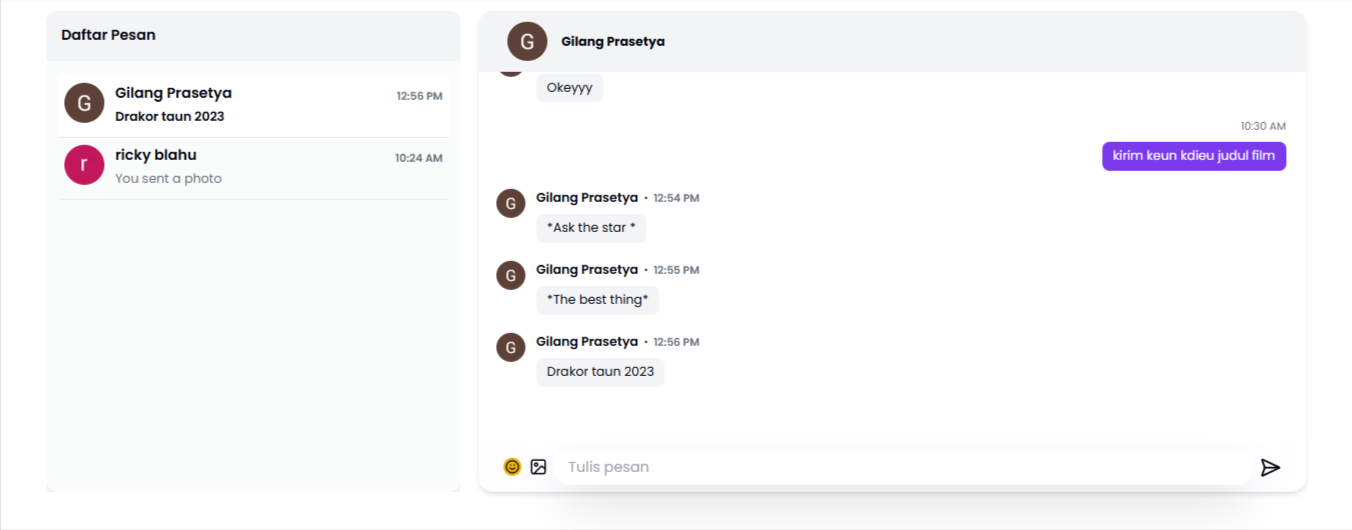 Daftar Pesan
G
Gilang Prasetya
12:56 PM
Drakor taun 2023
r
ricky blahu
10:24 AM
You sent a photo
G
Gilang Prasetya
Okeyyy
10:30 AM
kirim keun kdieu judul film
G
Gilang Prasetya · 12:54 PM
*Ask the star *
G
Gilang Prasetya · 12:55 PM
*The best thing*
G
Gilang Prasetya · 12:56 PM
Drakor taun 2023
Tulis pesan